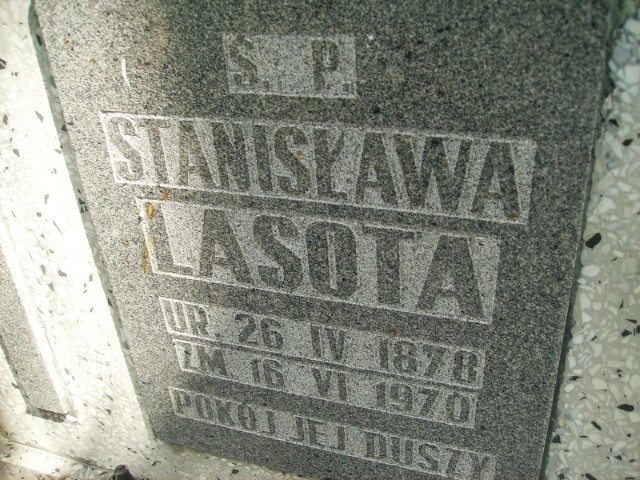 Ś. P.
STANISŁAWA
LASOTA
UR. 26 IV 1878
ZM 16 VI 1970
POKÓJ JEJ DUSZY